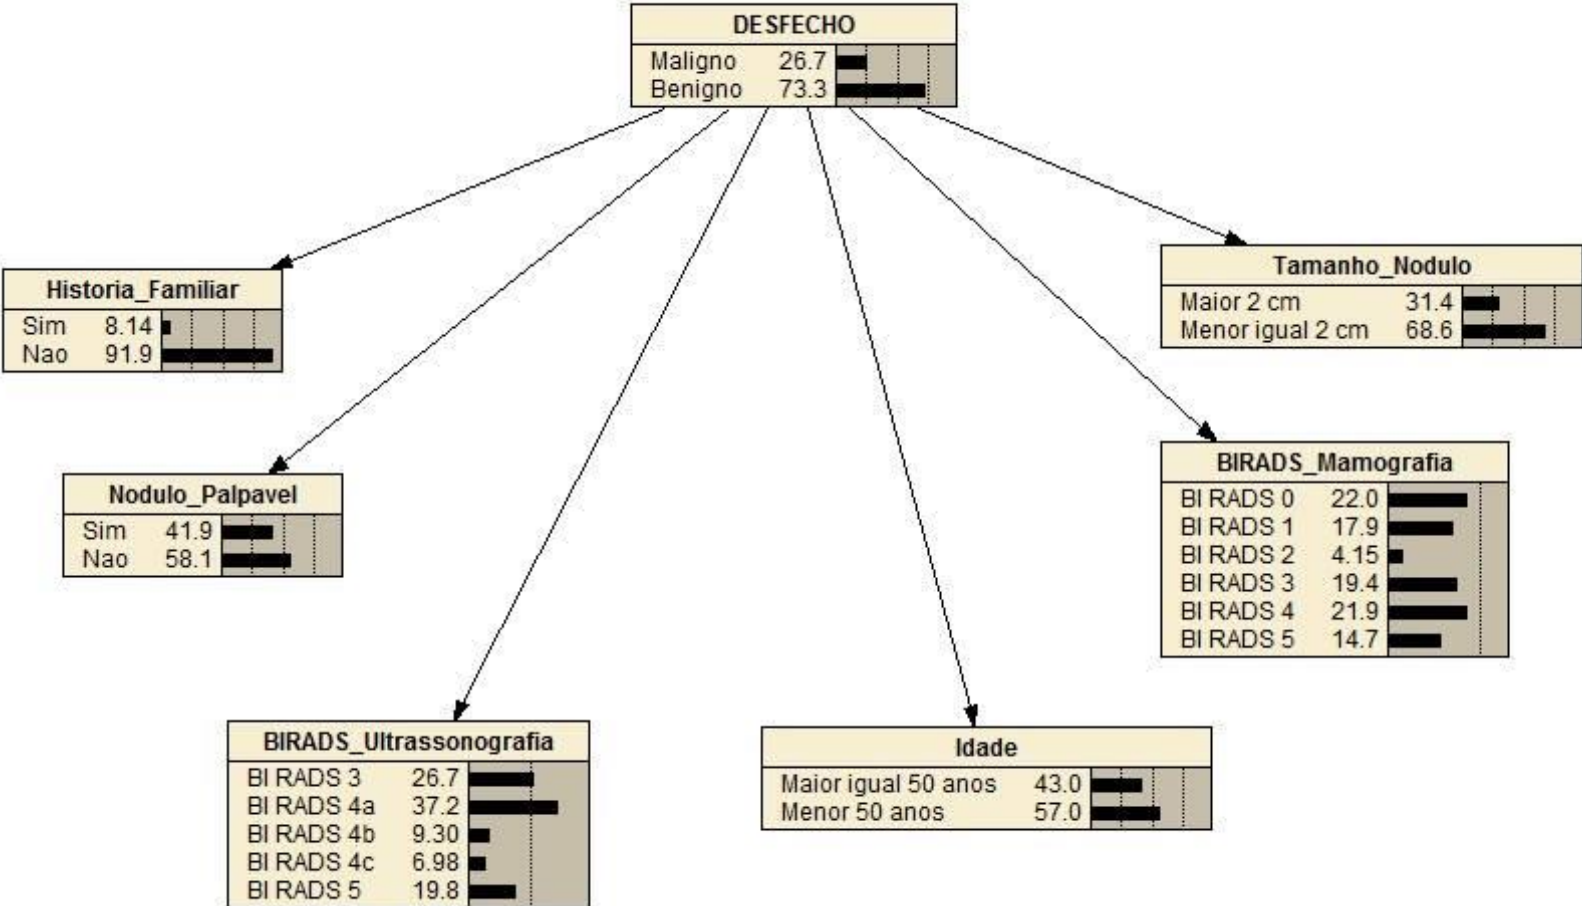 DESFECHO
Maligno 26.7
Benigno 73.3
Historia_Familiar
Sim 8.14
Nao 91.9
Tamanho_Nodulo
Maior 2 cm 31.4
Menor igual 2 cm 68.6
Nodulo_Palpavel
Sim 41.9
Nao 58.1
BIRADS_Mamografia
BI RADS 0 22.0
BI RADS 1 17.9
BI RADS 2 4.15
BI RADS 3 19.4
BI RADS 4 21.9
BI RADS 5 14.7
BIRADS_Ultrassonografia
BI RADS 3 26.7
BI RADS 4a 37.2
BI RADS 4b 9.30
BI RADS 4c 6.98
BI RADS 5 19.8
Idade
Maior igual 50 anos 43.0
Menor 50 anos 57.0